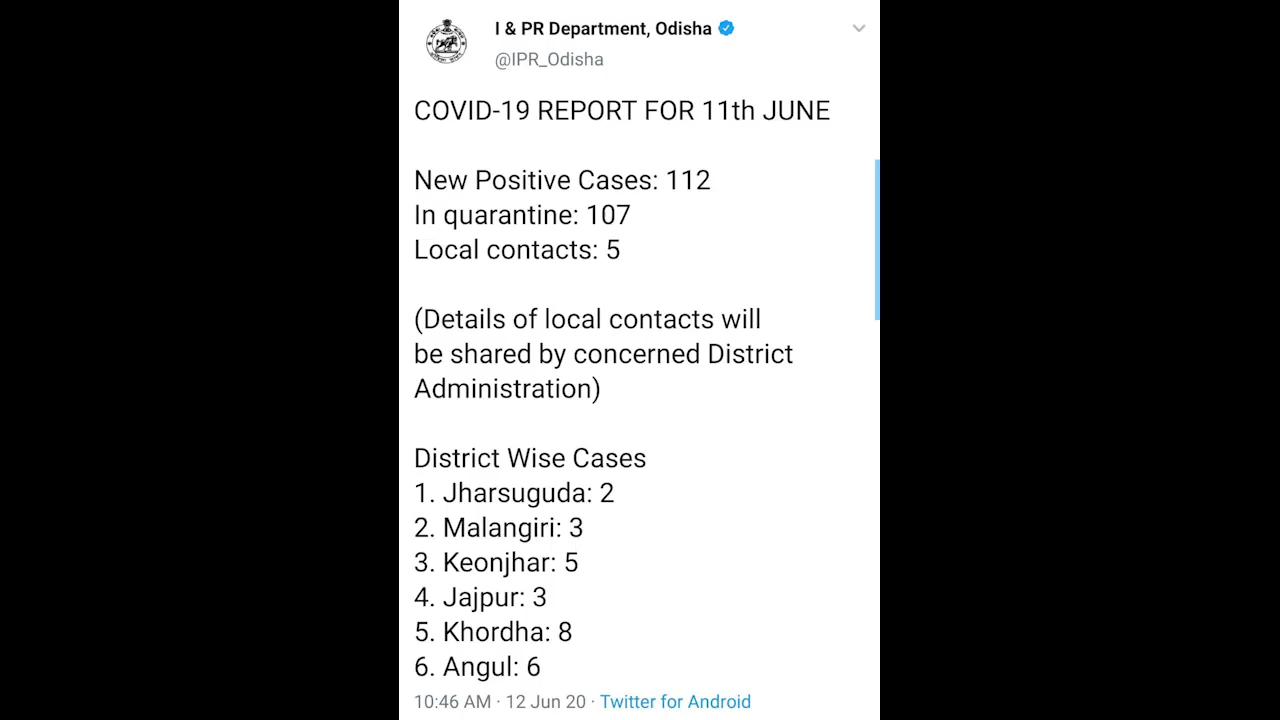 I & PR Department, Odisha
@IPR_Odisha
COVID-19 REPORT FOR 11th JUNE
New Positive Cases: 112
In quarantine: 107
Local contacts: 5
(Details of local contacts will
be shared by concerned District
Administration)
District Wise Cases
1. Jharsuguda: 2
2. Malangiri: 3
3. Keonjhar: 5
4. Jajpur: 3
5. Khordha: 8
6. Angul: 6
10:46 AM · 12 Jun 20 · Twitter for Android